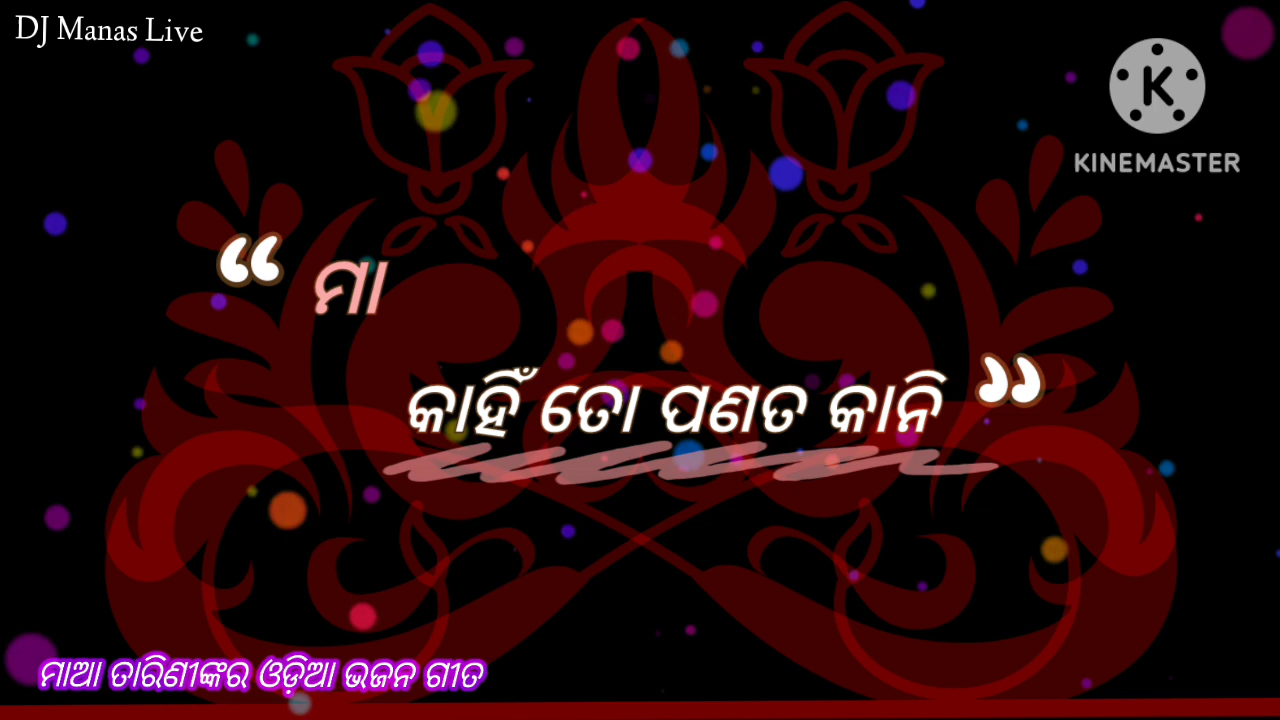 DJ Manas Live
KINEMASTER
“ ମା
କାହିଁ ତୋ ପଣତ କାନି ”
ମାଆ ତାରିଣୀଙ୍କର ଓଡ଼ିଆ ଭଜନ ଗୀତ